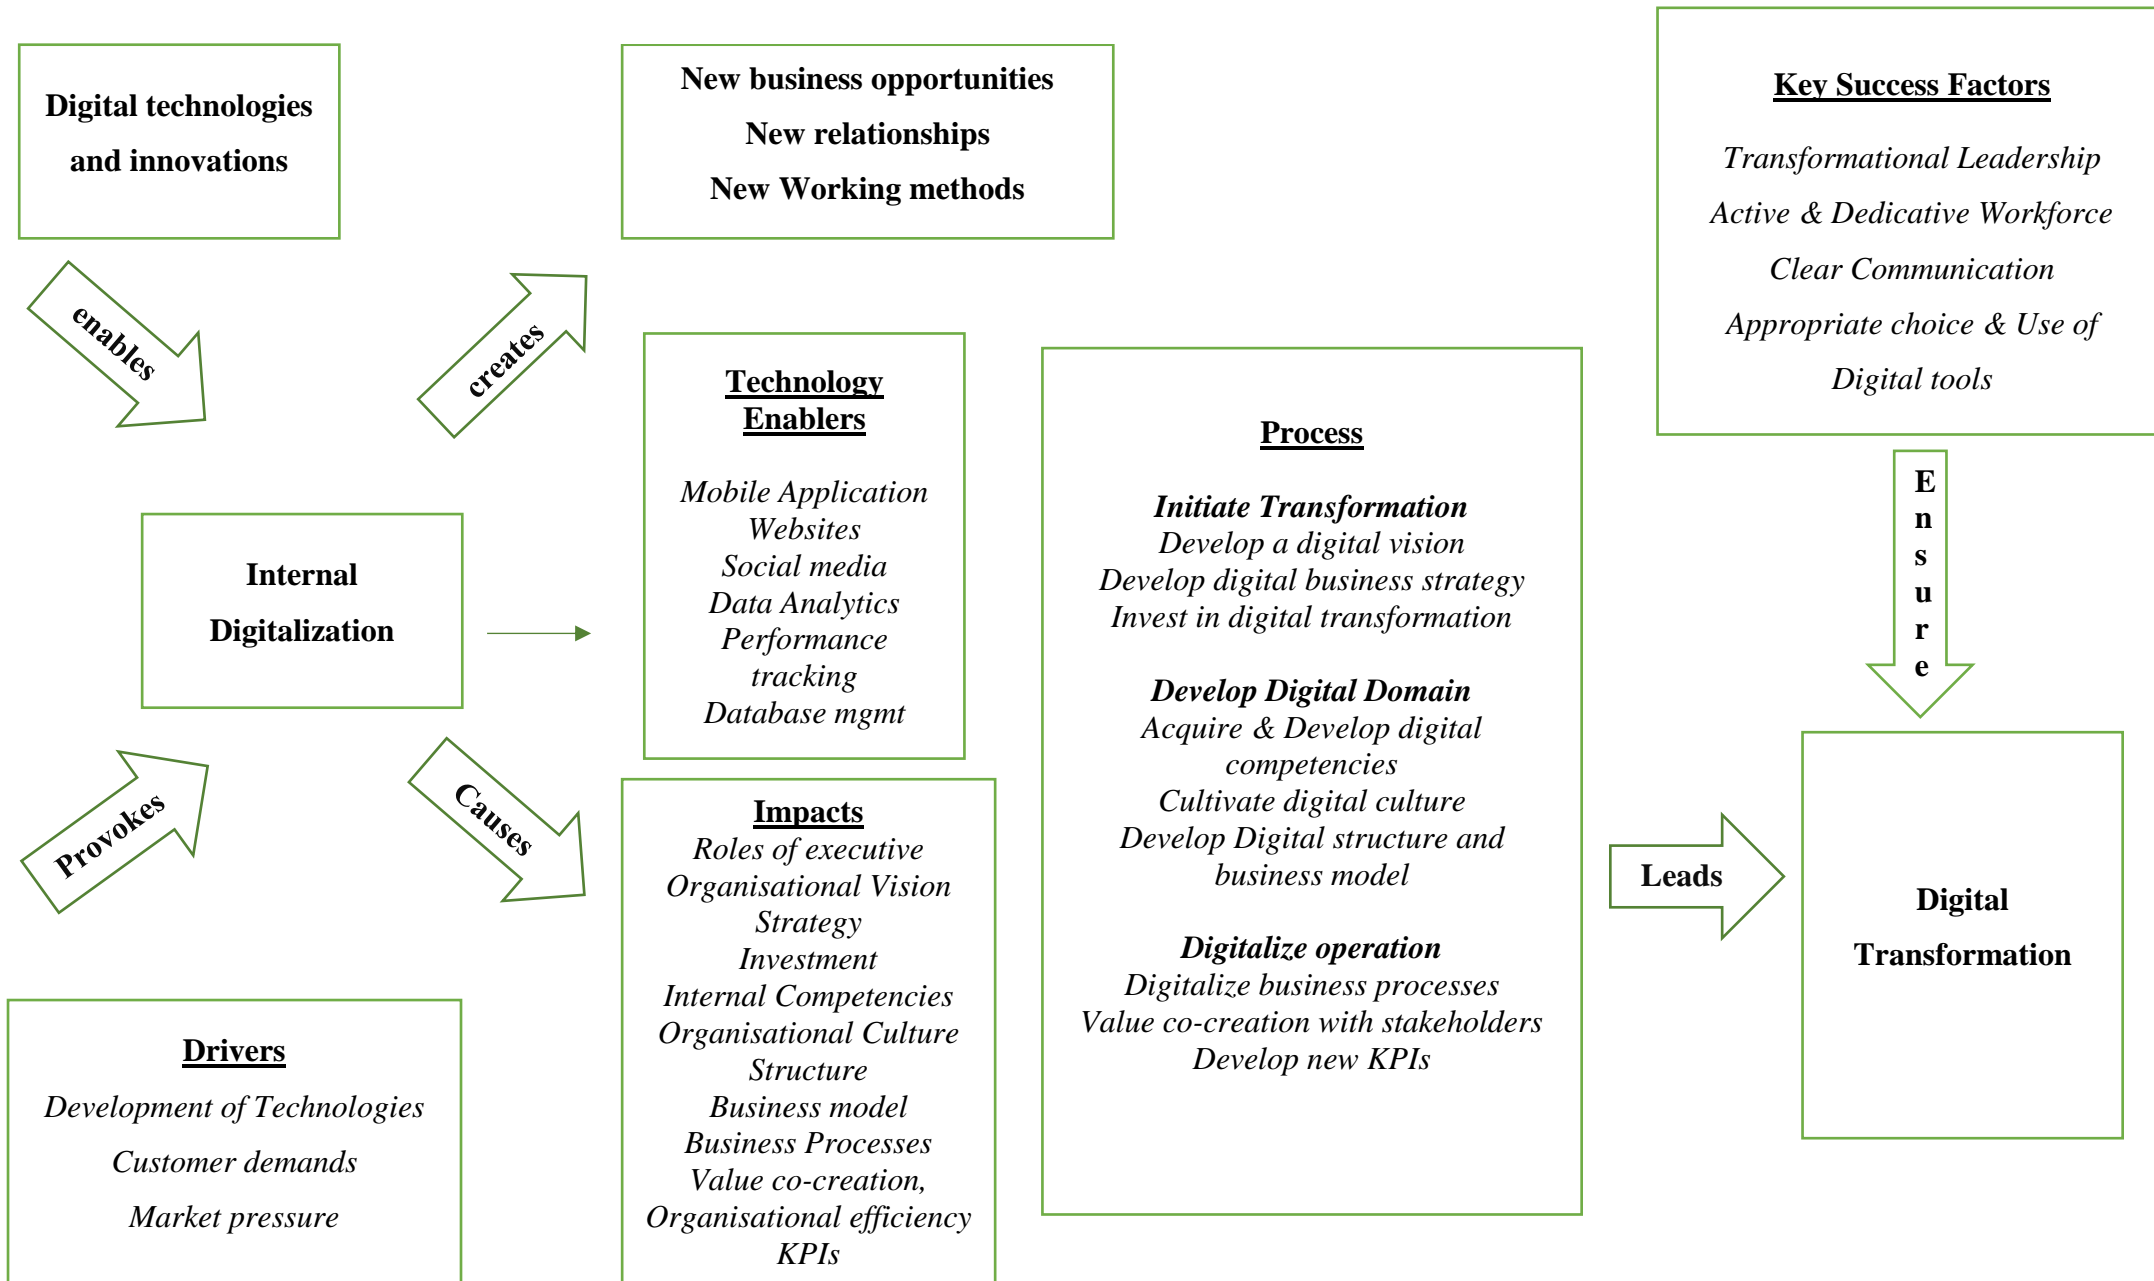 Digital technologies
and innovations
New business opportunities
New relationships
New Working methods
Key Success Factors
Transformational Leadership
Active & Dedicative Workforce
Clear Communication
Appropriate choice & Use of
Digital tools
enables
creates
Technology
Enablers
Mobile Application
Websites
Social media
Data Analytics
Performance
tracking
Database mgmt
Process
Initiate Transformation
Develop a digital vision
Develop digital business strategy
Invest in digital transformation
Develop Digital Domain
Acquire & Develop digital
competencies
Cultivate digital culture
Develop Digital structure and
business model
Digitalize operation
Digitalize business processes
Value co-creation with stakeholders
Develop new KPIs
E
n
s
u
r
e
Internal
Digitalization
Provokes
Causes
Impacts
Roles of executive
Organisational Vision
Strategy
Investment
Internal Competencies
Organisational Culture
Structure
Business model
Business Processes
Value co-creation,
Organisational efficiency
KPIs
Leads
Digital
Transformation
Drivers
Development of Technologies
Customer demands
Market pressure